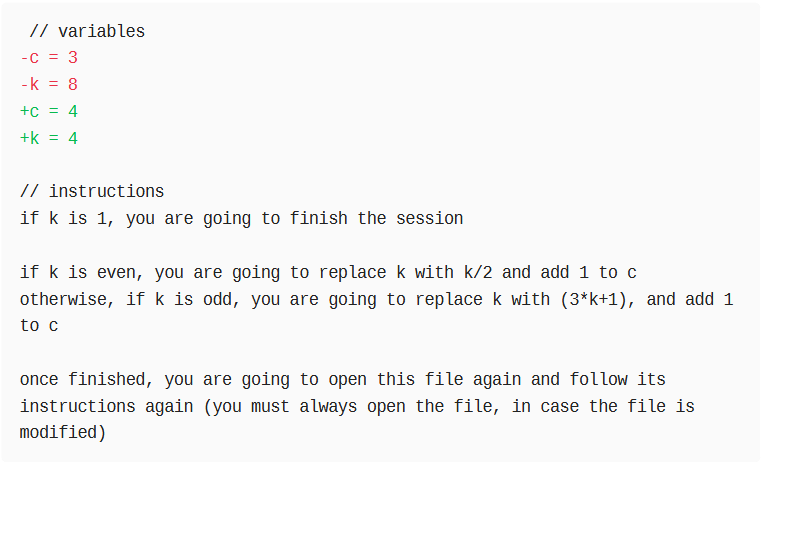 // variables
-c = 3
-k = 8
+c = 4
+k = 4
// instructions
if k is 1, you are going to finish the session
if k is even, you are going to replace k with k/2 and add 1 to c
otherwise, if k is odd, you are going to replace k with (3*k+1), and add 1
to c
once finished, you are going to open this file again and follow its
instructions again (you must always open the file, in case the file is
modified)